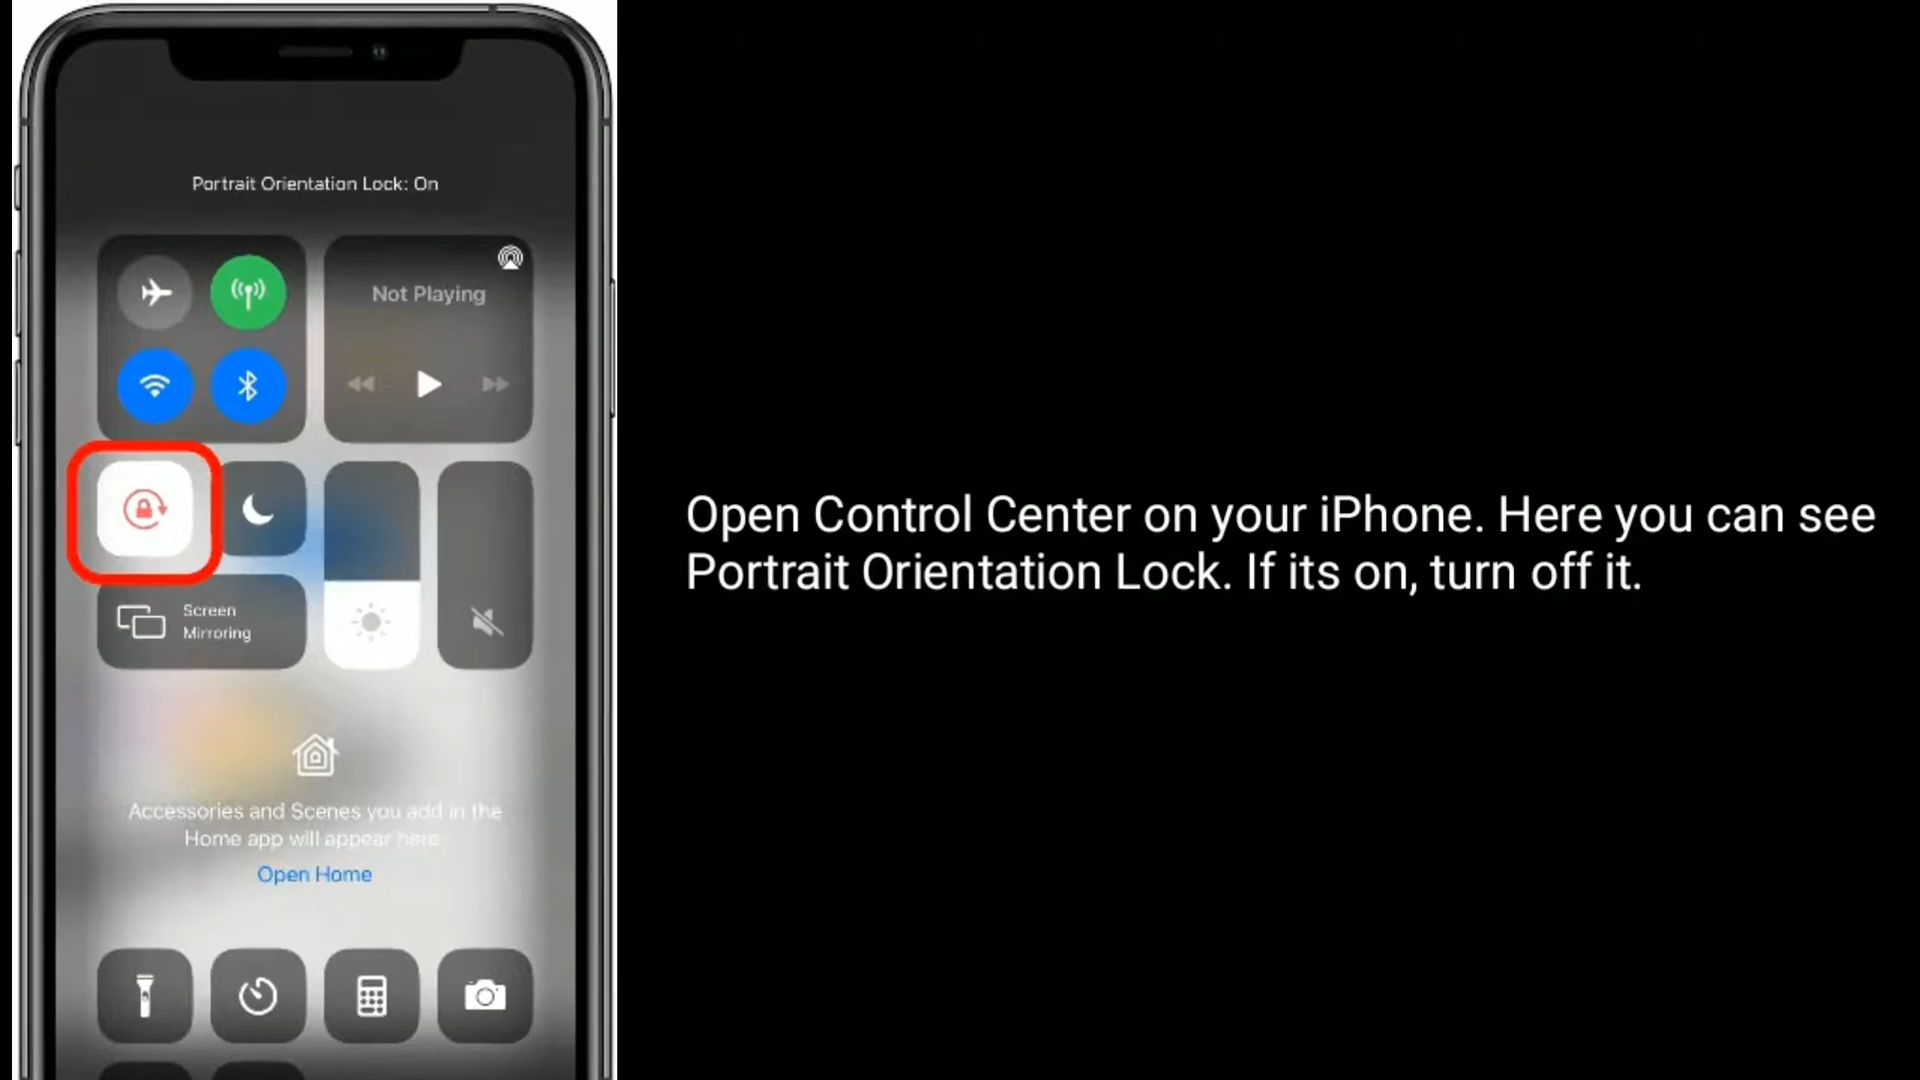 Portrait Orientation Lock: On
Not Playing
Screen
Mirroring
Accessories and Scenes you add in the
Home app will appear here
Open Home
Open Control Center on your iPhone. Here you can see
Portrait Orientation Lock. If its on, turn off it.